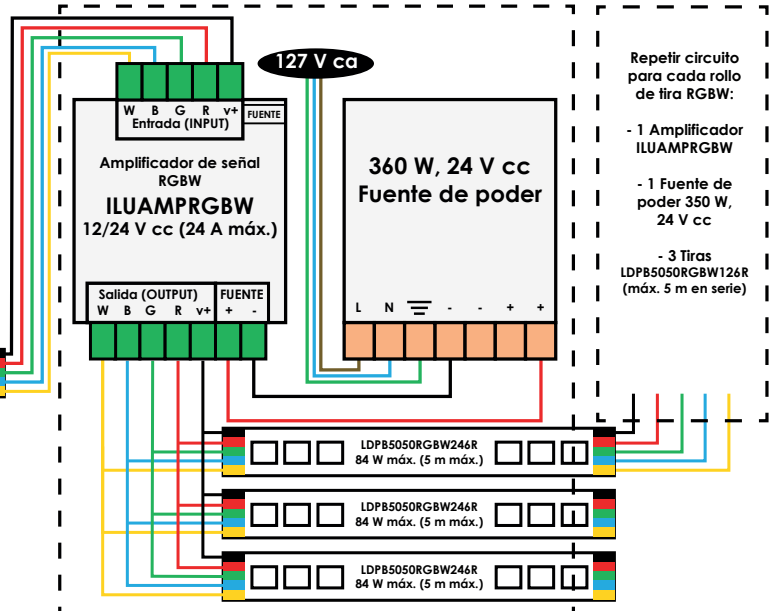 127 V ca
W B G R v+
Entrada (INPUT)
FUENTE
Amplificador de señal
RGBW
ILUAMPRGBW
12/24 V cc (24 A máx.)
Salida (OUTPUT)
FUENTE
W B G R v+ + -
360 W, 24 V cc
Fuente de poder
L N - - + +
Repetir circuito
para cada rollo
de tira RGBW:
- 1 Amplificador
ILUAMPRGBW
- 1 Fuente de
poder 350 W,
24 V cc
- 3 Tiras
LDPB5050RGBW126R
(máx. 5 m en serie)
LDPB5050RGBW246R
84 W máx. (5 m máx.)
LDPB5050RGBW246R
84 W máx. (5 m máx.)
LDPB5050RGBW246R
84 W máx. (5 m máx.)